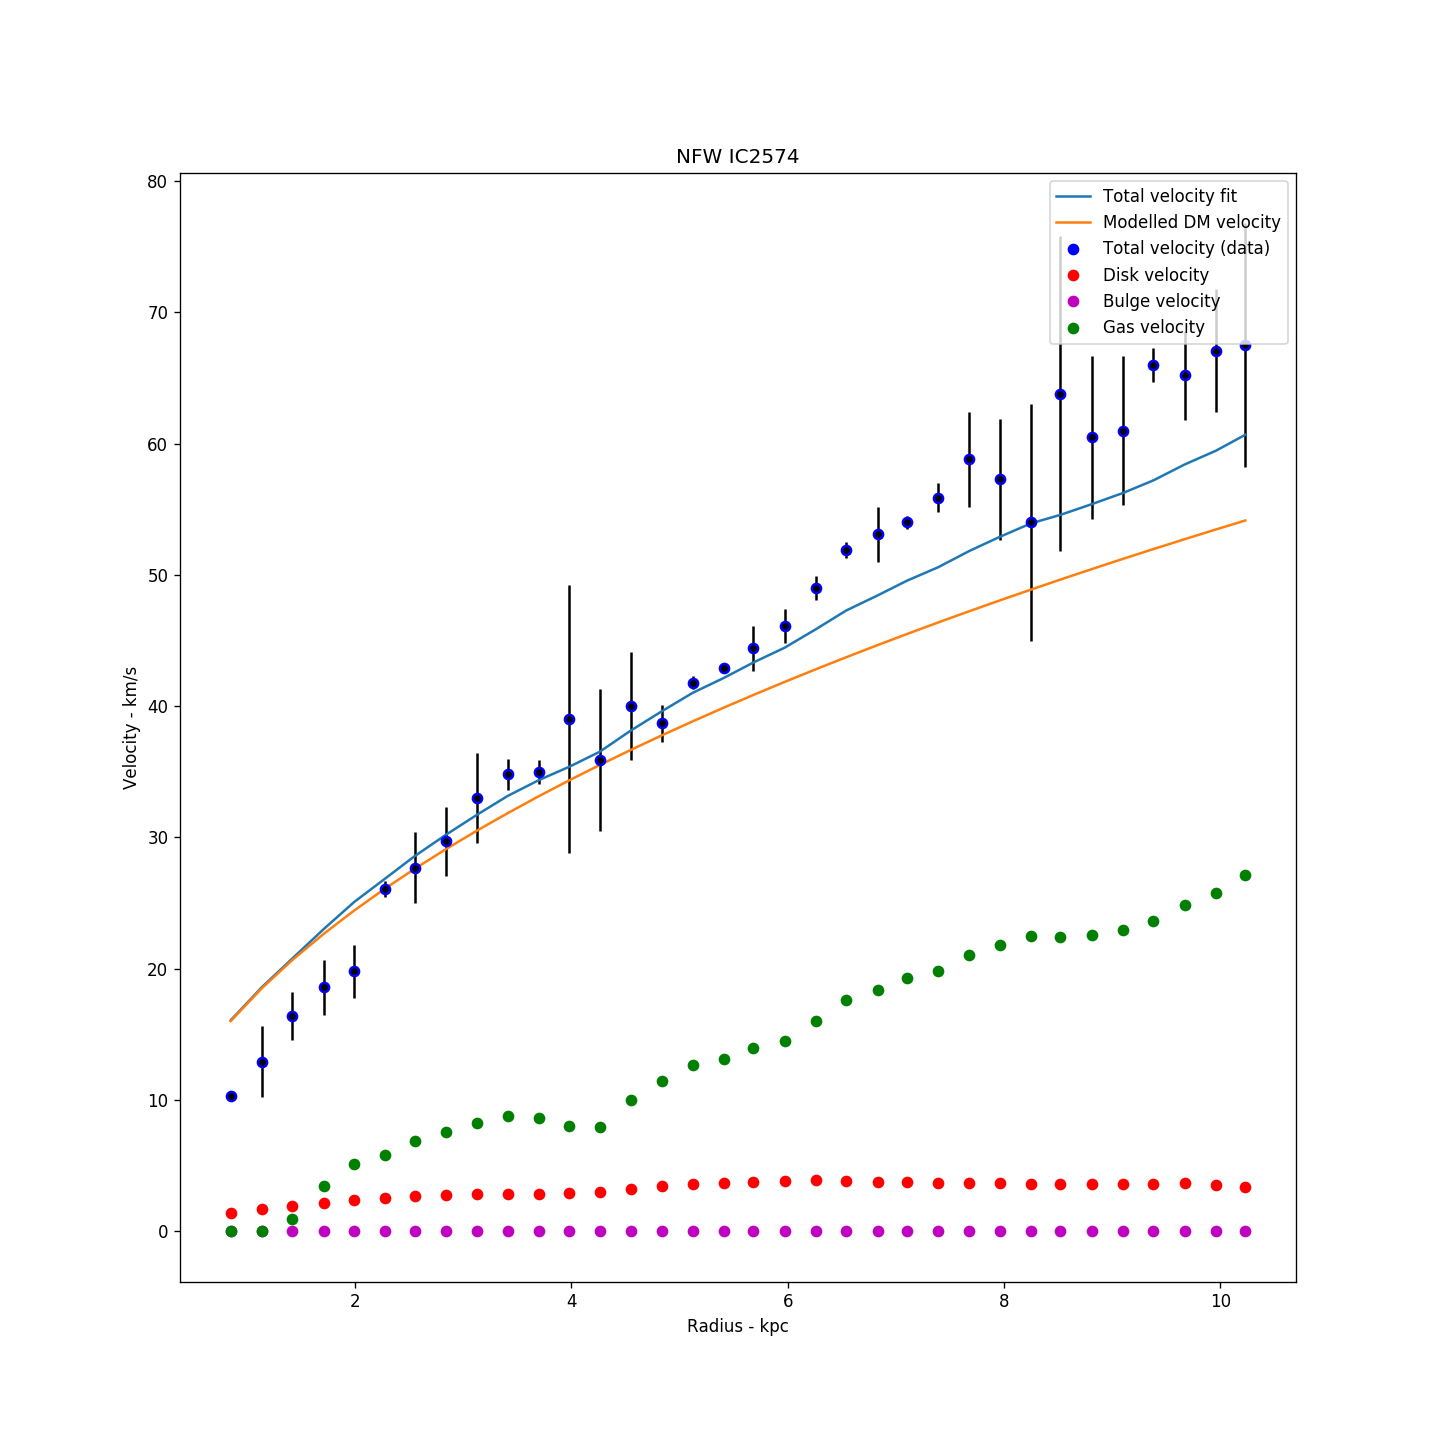 NFW IC2574
Total velocity fit
Modelled DM velocity
Total velocity (data)
Disk velocity
Bulge velocity
Gas velocity
80
70
60
50
40
30
20
10
0
Velocity - km/s
2 4 6 8 10
Radius - kpc